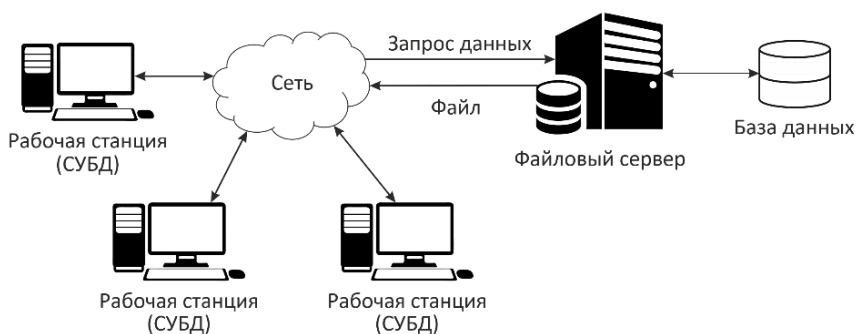 Запрос данных
Сеть
Файл
Рабочая станция
(СУБД)
Файловый сервер
База данных
Рабочая станция
(СУБД)
Рабочая станция
(СУБД)